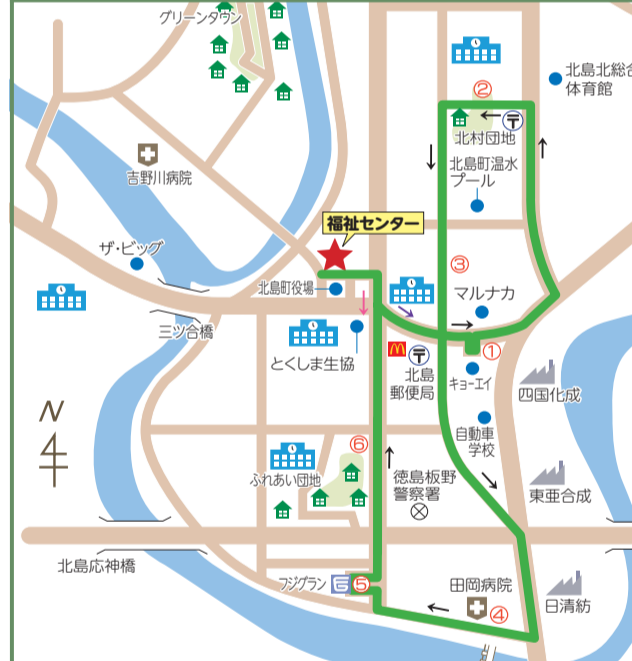 グリーンタウン
北島北総合
体育館
②
〒
北村団地
吉野川病院
北島町温水
プール
福祉センター
ザ・ビッグ
③
北島町役場
マルナカ
三ツ合橋
とくしま生協
M
〒
①
北島
郵便局
キョーエイ
四国化成
N
自動車
学校
⑥
ふれあい団地
徳島板野
警察署
東亜合成
北島応神橋
フジグラン
⑤
田岡病院
④
日清紡